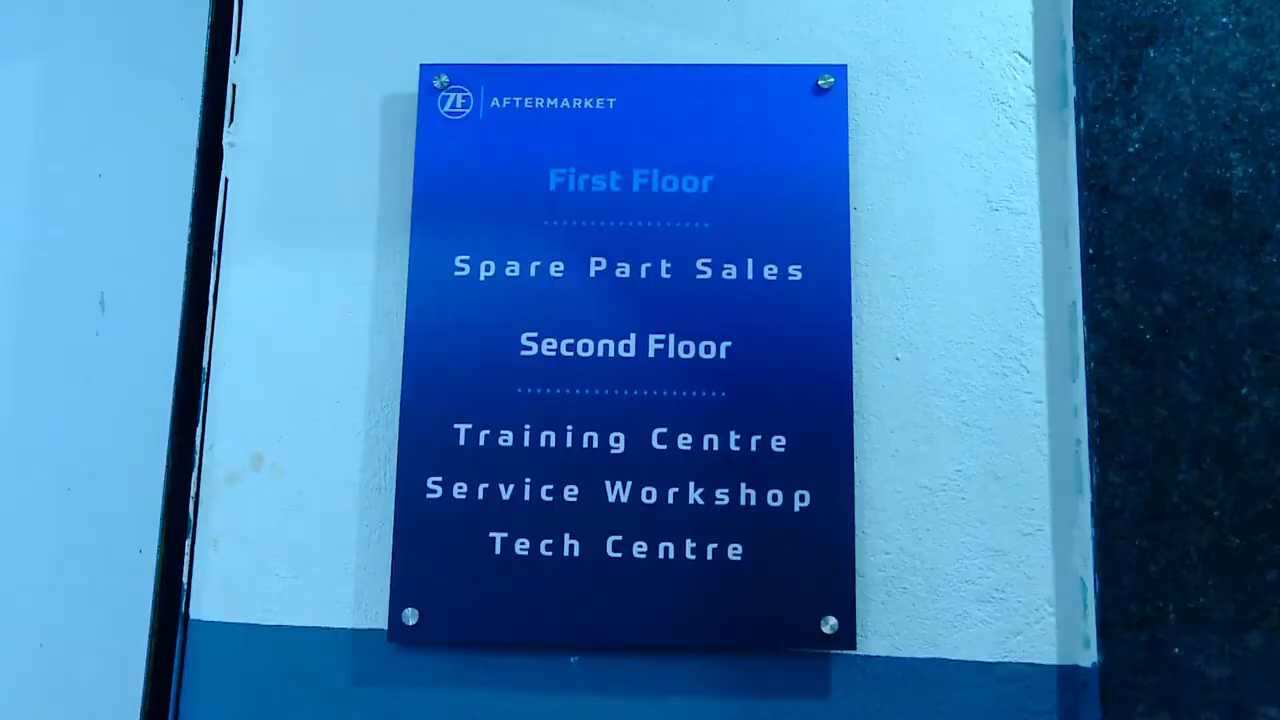 ZF AFTERMARKET
First Floor
Spare Part Sales
Second Floor
Training Centre
Service Workshop
Tech Centre